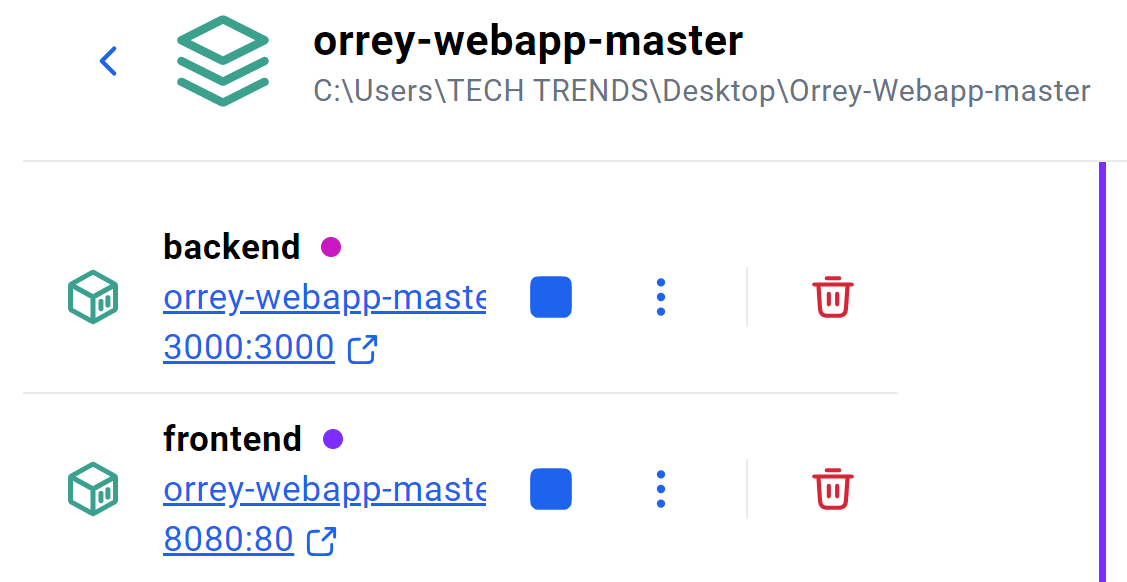 orrey-webapp-master
C:\Users\TECH TRENDS\Desktop\Orrey-Webapp-master
backend
orrey-webapp-maste
3000:3000
frontend
orrey-webapp-maste
8080:80